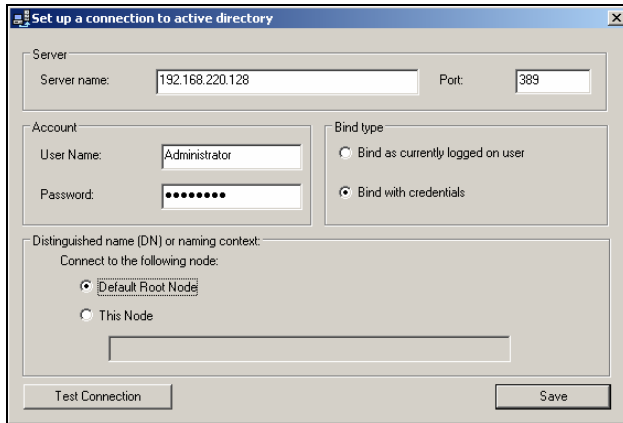 Set up a connection to active directory
Server
Server name: 192.168.220.128 Port: 389
Account
User Name: Administrator
Password: ●●●●●●●●
Bind type
Bind as currently logged on user
Bind with credentials
Distinguished name (DN) or naming context:
Connect to the following node:
Default Root Node
This Node
Test Connection
Save